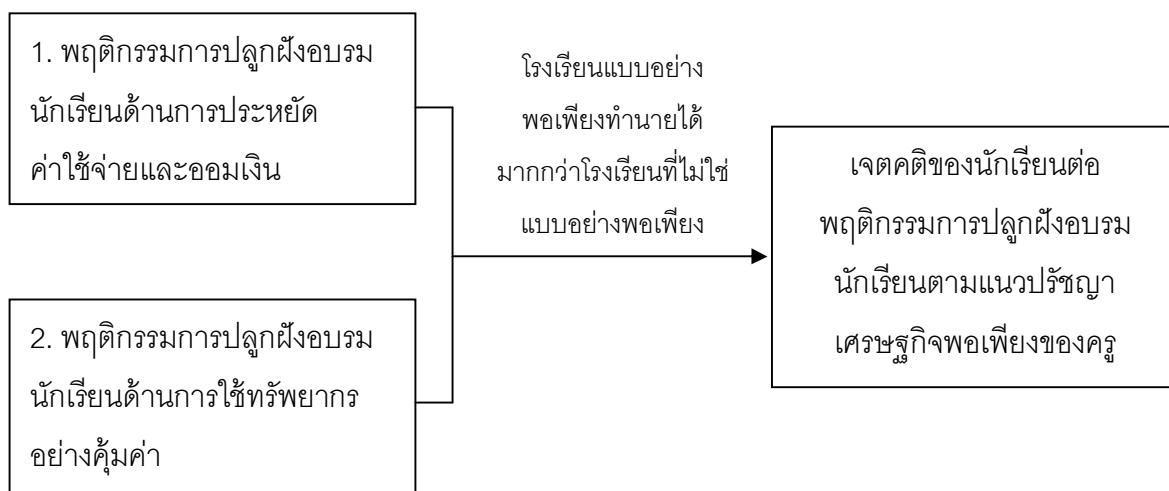 1. พฤติกรรมการปลูกฝังอบรม
นักเรียนด้านการประหยัด
ค่าใช้จ่ายและออมเงิน
2. พฤติกรรมการปลูกฝังอบรม
นักเรียนด้านการใช้ทรัพยากร
อย่างคุ้มค่า
โรงเรียนแบบอย่าง
พอเพียงทำนายได้
มากกว่าโรงเรียนที่ไม่ใช่
แบบอย่างพอเพียง
เจตคติของนักเรียนต่อ
พฤติกรรมการปลูกฝังอบรม
นักเรียนตามแนวปรัชญา
เศรษฐกิจพอเพียงของครู